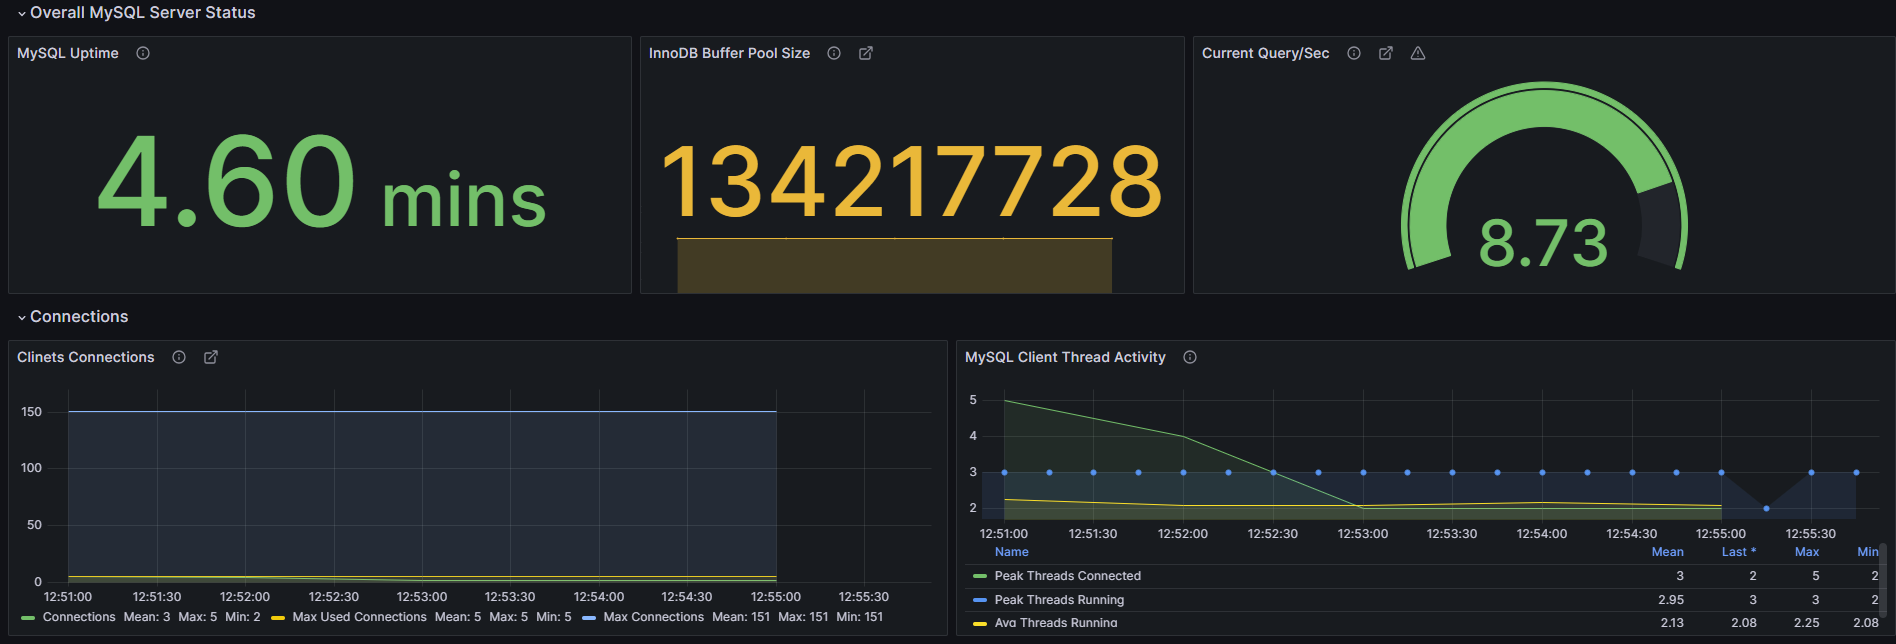 Overall MySQL Server Status
MySQL Uptime
InnoDB Buffer Pool Size
Current Query/Sec
4.60 mins
134217728
8.73
Connections
Clinets Connections
150
100
50
0
12:51:00 12:51:30 12:52:00 12:52:30 12:53:00 12:53:30 12:54:00 12:54:30 12:55:00 12:55:30
Connections Mean: 3 Max: 5 Min: 2 Max Used Connections Mean: 5 Max: 5 Min: 5 Max Connections Mean: 151 Max: 151 Min: 151
MySQL Client Thread Activity
5
4
3
2
12:51:00 12:51:30 12:52:00 12:52:30 12:53:00 12:53:30 12:54:00 12:54:30 12:55:00 12:55:30
Name Mean Last * Max Min
Peak Threads Connected 3 2 5 2
Peak Threads Running 2.95 3 3 2
Avg Threads Running 2.13 2.08 2.25 2.08